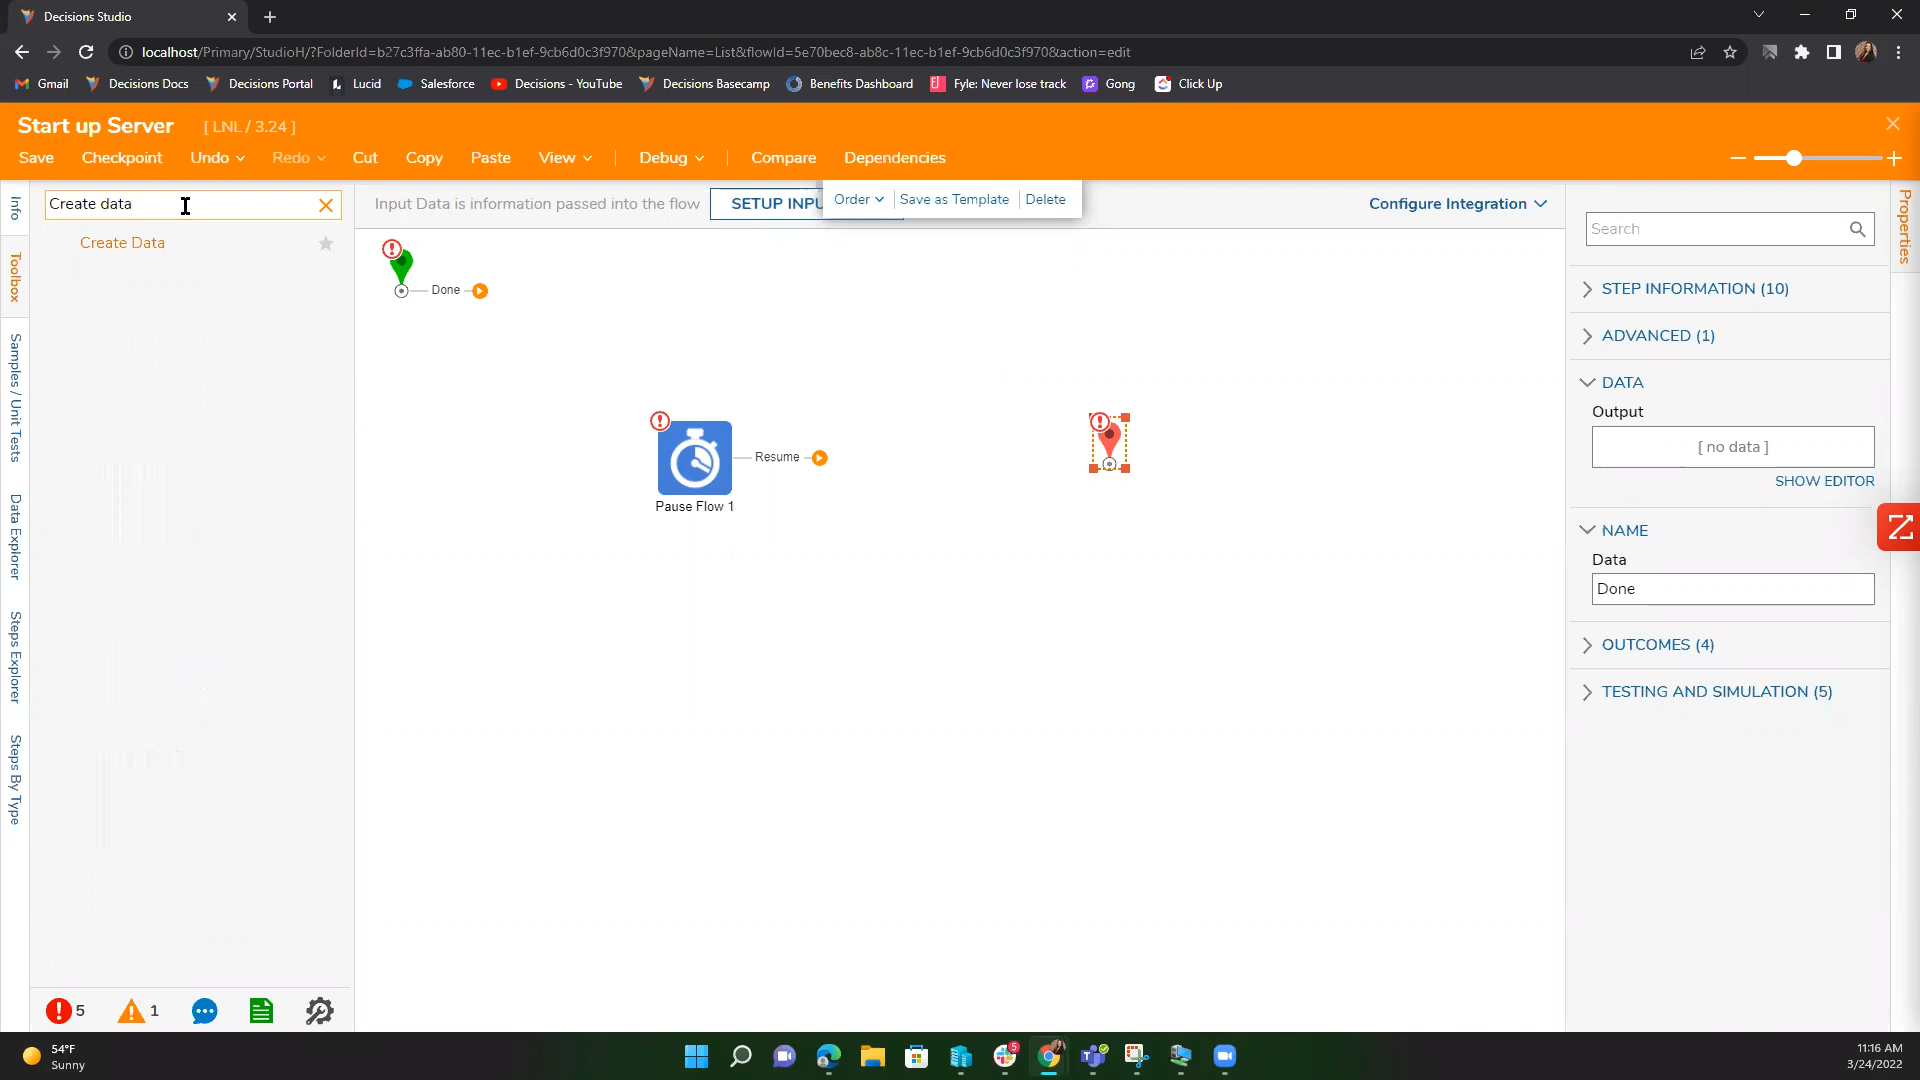 Decisions Studio
localhost/Primary/StudioH/?FolderId=b27c3ffa-ab80-11ec-b1ef-9cb6d0c3f970&pageName=List&flowId=5e70bec8-ab8c-11ec-b1ef-9cb6d0c3f970&action=edit
Gmail Decisions Docs Decisions Portal Lucid Salesforce Decisions - YouTube Decisions Basecamp Benefits Dashboard Fyle: Never lose track Gong Click Up
Start up Server [ LNL / 3.24 ]
Save Checkpoint Undo Redo Cut Copy Paste View Debug Compare Dependencies
Create data
Create Data
Input Data is information passed into the flow SETUP INPU
Order Save as Template Delete
Configure Integration
Info
Toolbox
Samples / Unit Tests
Data Explorer
Steps Explorer
Steps By Type
Done
Resume
Pause Flow 1
Search
Properties
STEP INFORMATION (10)
ADVANCED (1)
DATA
Output
[ no data ]
SHOW EDITOR
NAME
Data
Done
OUTCOMES (4)
TESTING AND SIMULATION (5)
5 1
54°F
Sunny
5
11:16 AM
3/24/2022